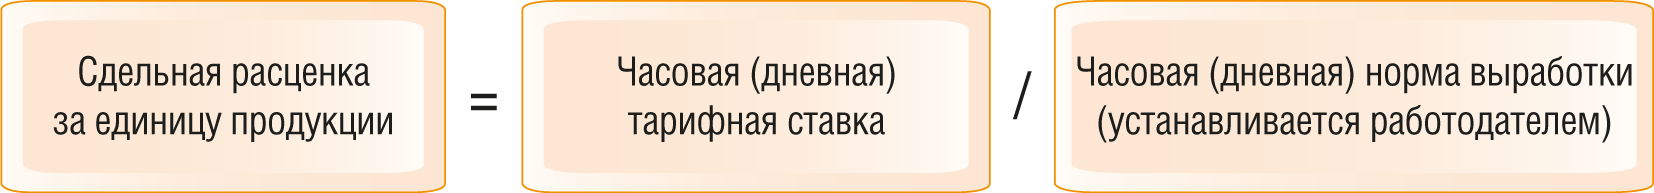 Сдельная расценка
за единицу продукции
=
Часовая (дневная)
тарифная ставка
/
Часовая (дневная) норма выработки
(устанавливается работодателем)